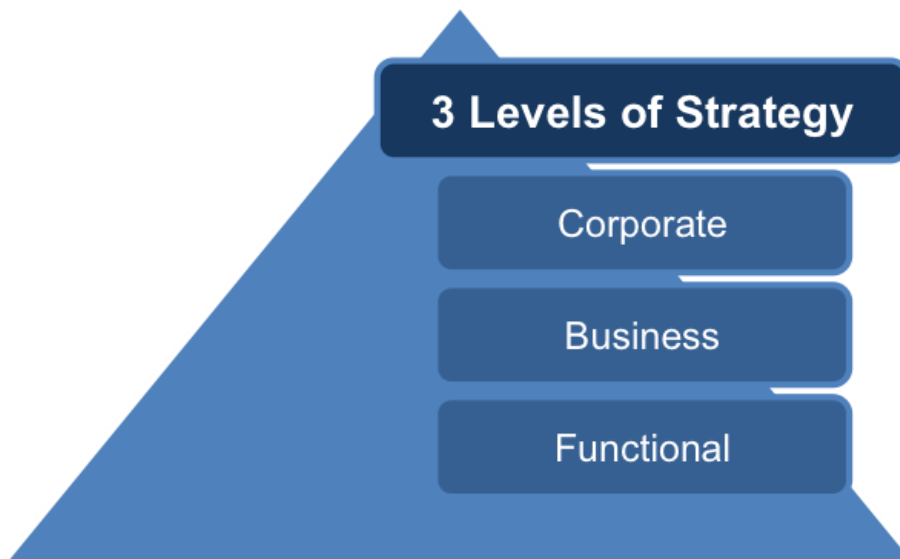 3 Levels of Strategy
Corporate
Business
Functional